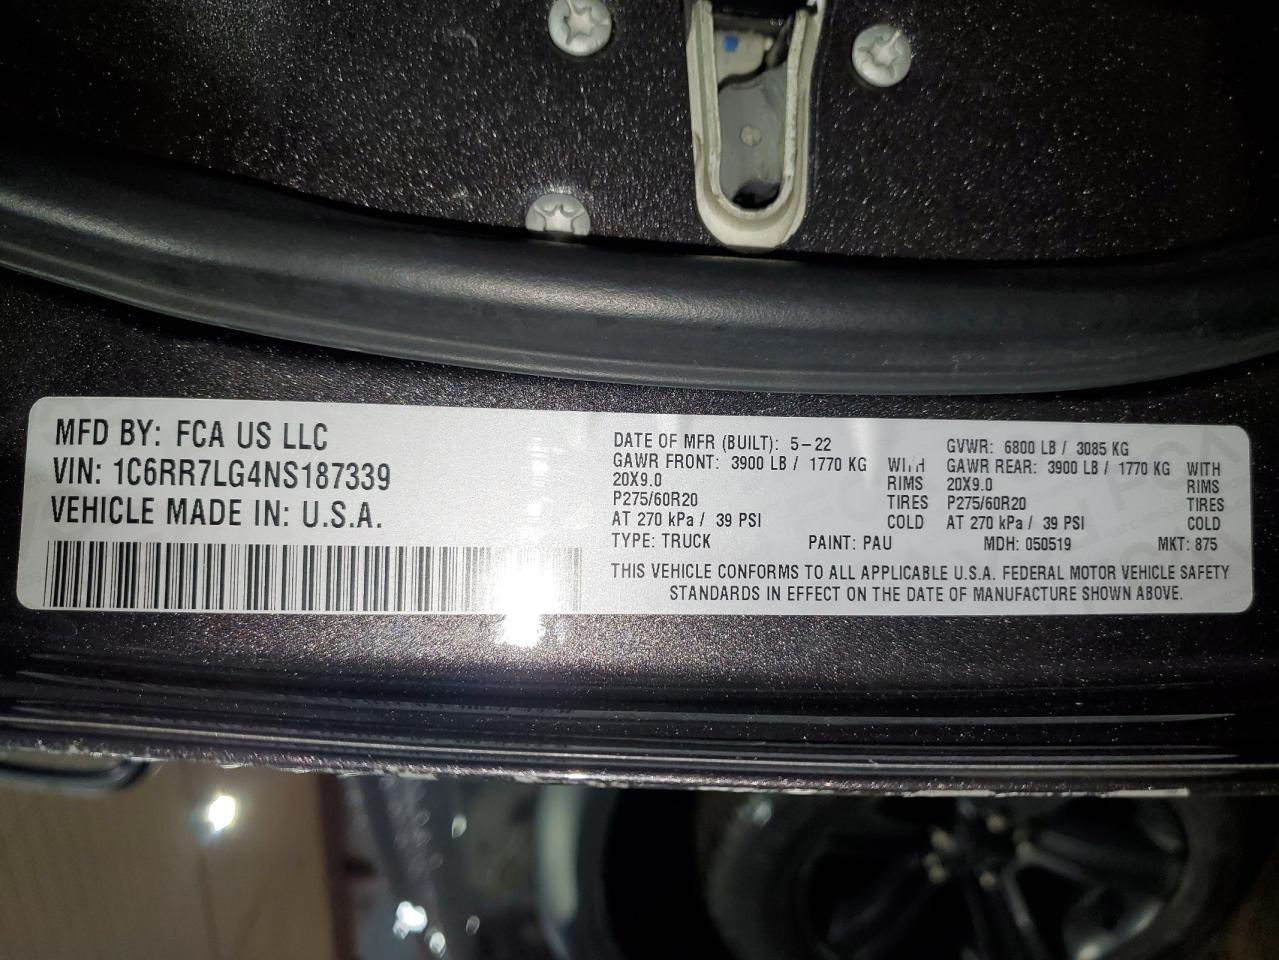 MFD BY: FCA US LLC
VIN: 1C6RR7LG4NS187339
VEHICLE MADE IN: U.S.A.
DATE OF MFR (BUILT): 5-22
GAWR FRONT: 3900 LB / 1770 KG WITH
20X9.0 RIMS
P275/60R20 TIRES
AT 270 kPa / 39 PSI COLD
GVWR: 6800 LB / 3085 KG
GAWR REAR: 3900 LB / 1770 KG WITH
20X9.0 RIMS
P275/60R20 TIRES
AT 270 kPa / 39 PSI COLD
TYPE: TRUCK PAINT: PAU MDH: 050519 MKT: 875
THIS VEHICLE CONFORMS TO ALL APPLICABLE U.S.A. FEDERAL MOTOR VEHICLE SAFETY
STANDARDS IN EFFECT ON THE DATE OF MANUFACTURE SHOWN ABOVE.